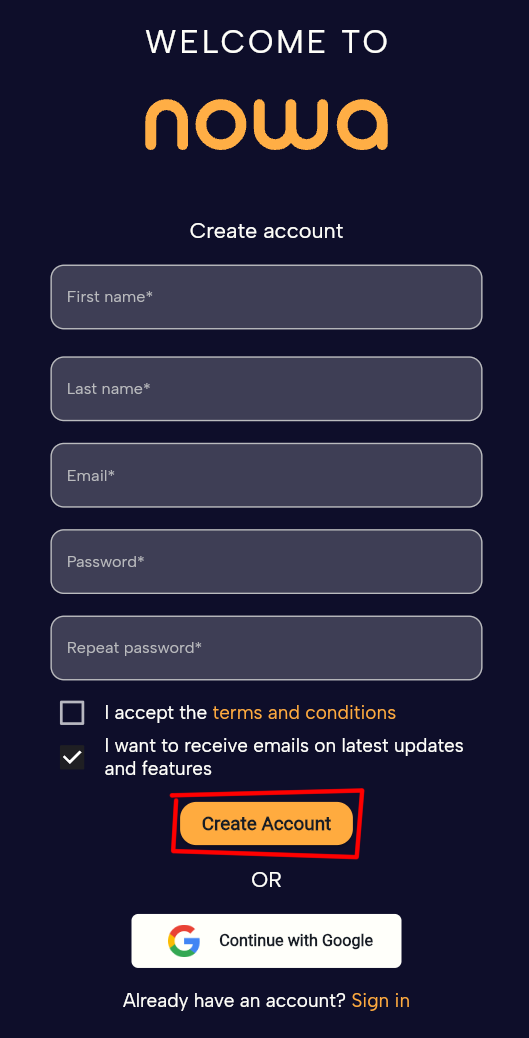 WELCOME TO
nowa
Create account
First name*
Last name*
Email*
Password*
Repeat password*
I accept the terms and conditions
I want to receive emails on latest updates
and features
Create Account
OR
Continue with Google
Already have an account? Sign in